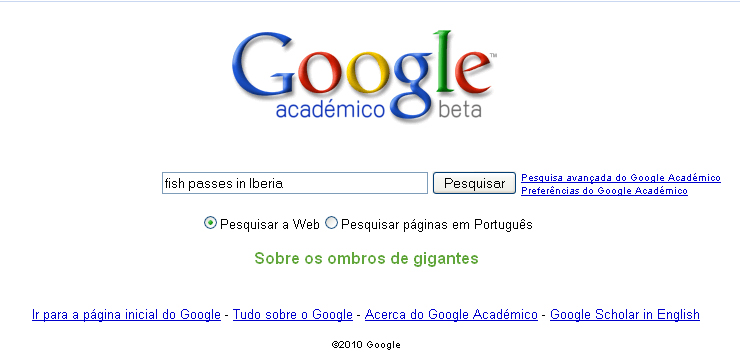 Google™
académico beta
fish passes in Iberia Pesquisar Pesquisa avançada do Google Académico
Preferências do Google Académico
Pesquisar a Web Pesquisar páginas em Português
Sobre os ombros de gigantes
Ir para a página inicial do Google - Tudo sobre o Google - Acerca do Google Académico - Google Scholar in English
©2010 Google